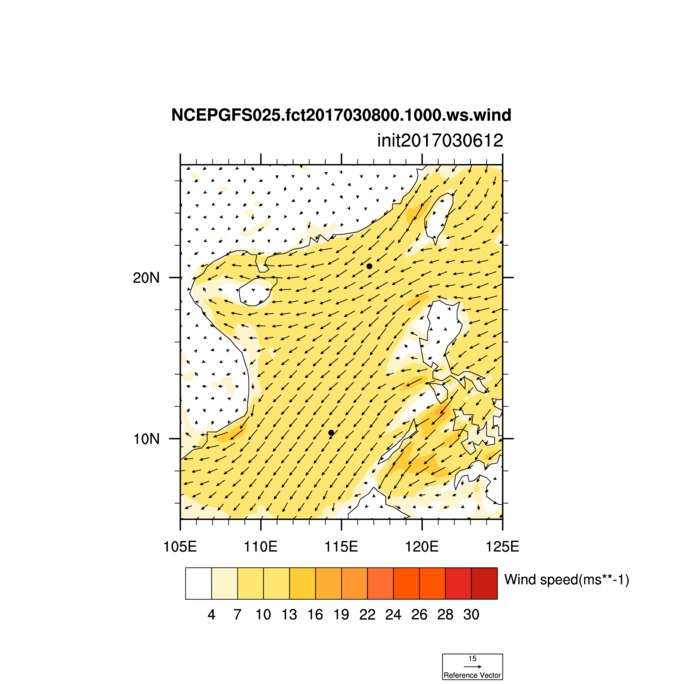 NCEPGFS025.fct2017030800.1000.ws.wind
init2017030612
20N
10N
105E 110E 115E 120E 125E
Wind speed(ms**-1)
4 7 10 13 16 19 22 24 26 28 30
15
Reference Vector